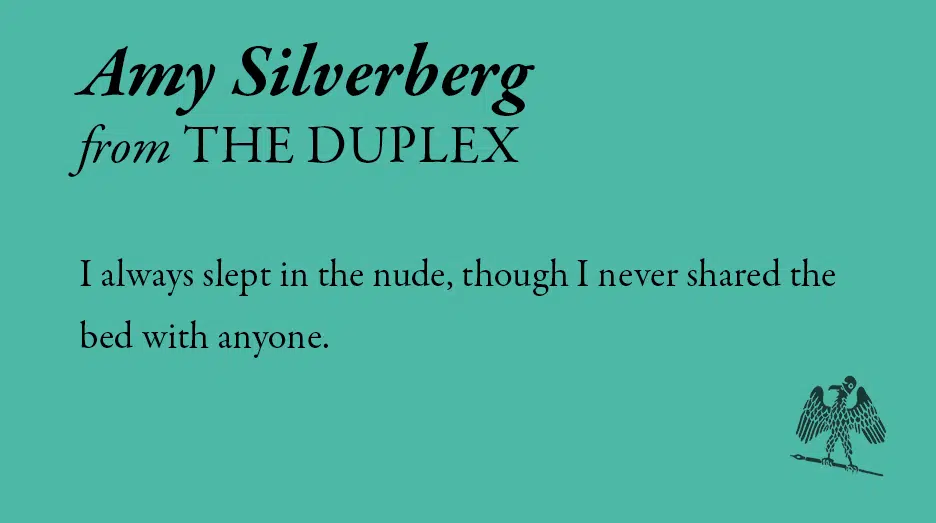 Amy Silverberg
from THE DUPLEX
I always slept in the nude, though I never shared the
bed with anyone.